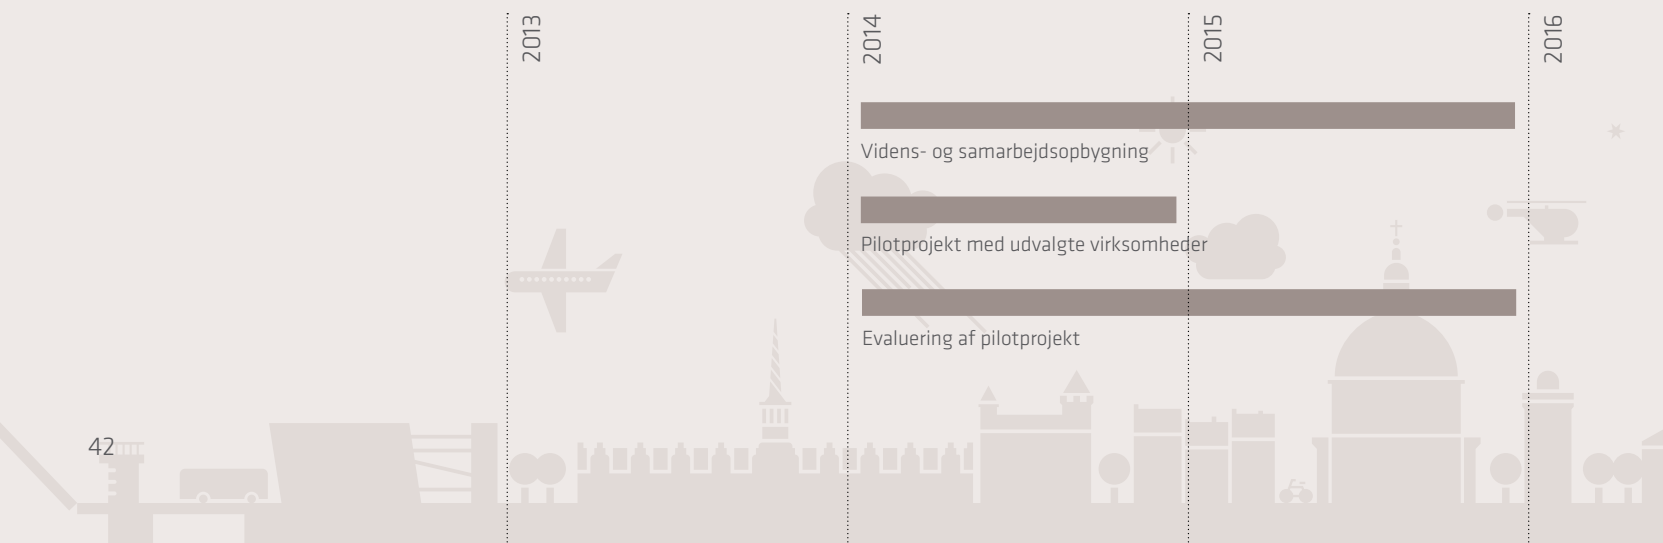 2013
2014
2015
2016
Videns- og samarbejdsopbygning
Pilotprojekt med udvalgte virksomheder
Evaluering af pilotprojekt
42